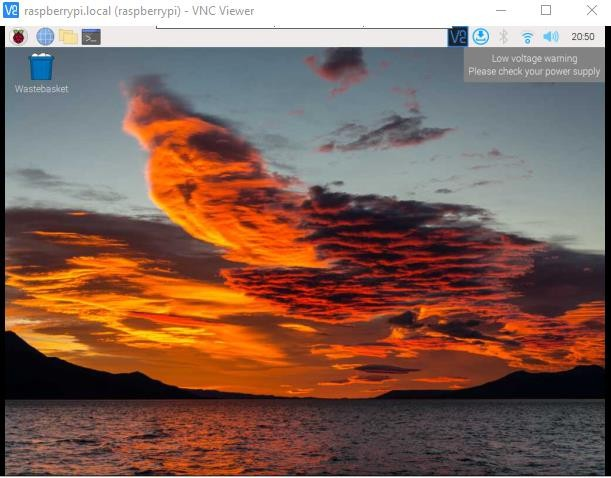 raspberrypi.local (raspberrypi) - VNC Viewer
20:50
Low voltage warning
Please check your power supply
Wastebasket